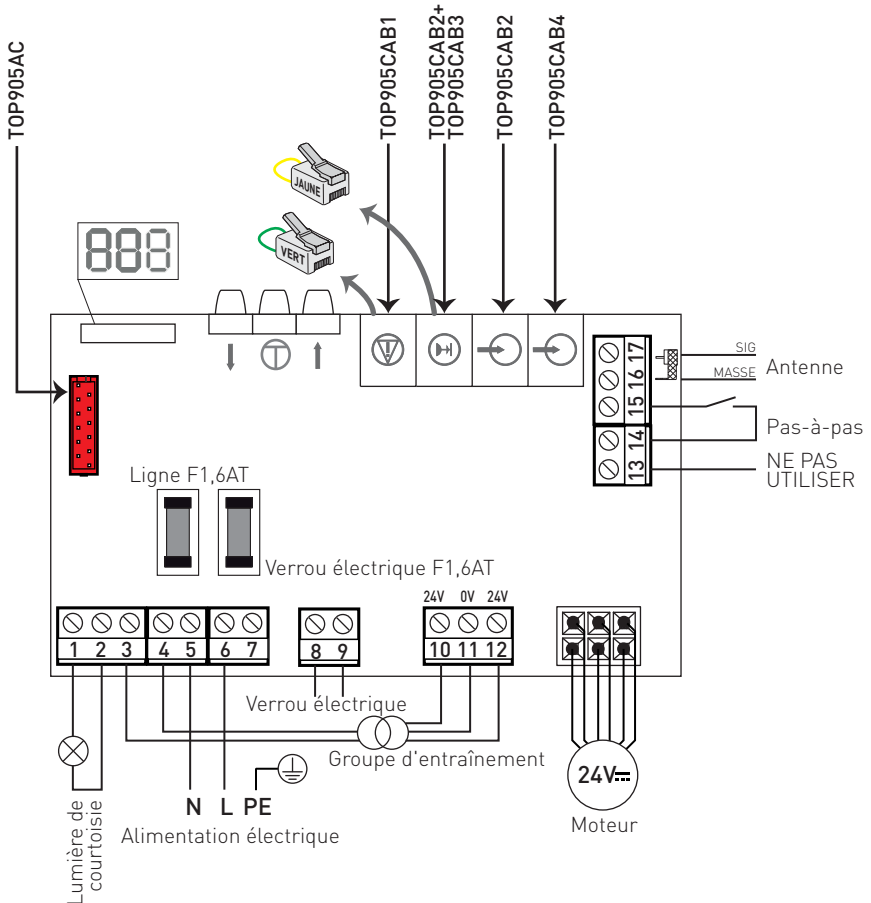 TOP905AC
TOP905CAB1
TOP905CAB2+
TOP905CAB3
TOP905CAB2
TOP905CAB4
JAUNE
VERT
888
17
16
15
14
13
SIG
MASSE
Antenne
Pas-à-pas
NE PAS
UTILISER
Ligne F1,6AT
Verrou électrique F1,6AT
24V 0V 24V
1 2 3 4 5 6 7 8 9 10 11 12
Verrou électrique
Groupe d'entraînement
N L PE
Alimentation électrique
Lumière de
courtoisie
24V
Moteur